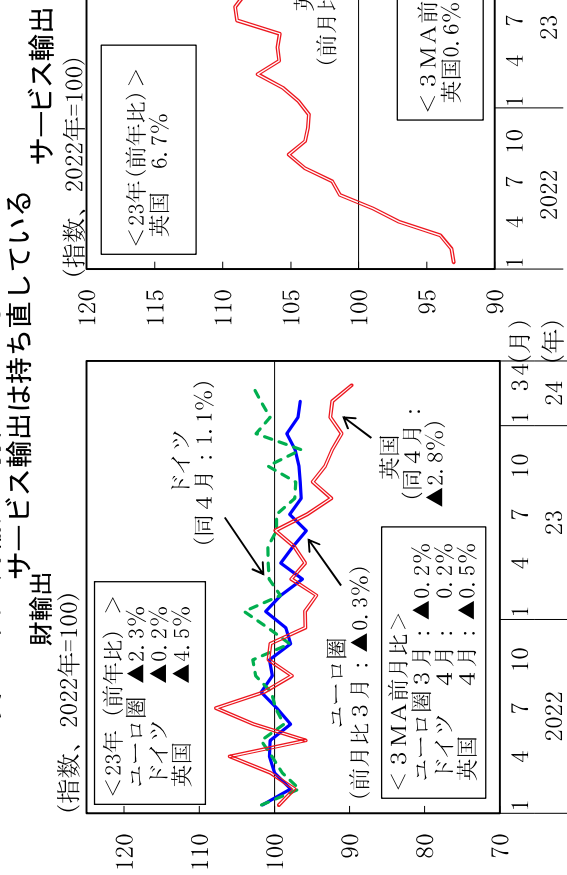 サービス輸出は持ち直している
財輸出
(指数、2022年=100)
120
110
100
90
80
70
<23年 (前年比) >
ユーロ圏 ▲2.3%
ドイツ ▲0.2%
英国 ▲4.5%
ドイツ
(同4月:1.1%)
ユーロ圏
(前月比3月:▲0.3%)
英国
(同4月:
▲2.8%)
<3MA前月比>
ユーロ圏3月:▲0.2%
ドイツ 4月: 0.2%
英国 4月:▲0.5%
1 4 7 10 1 4 7 10 1 3 4(月)
2022 23 24 (年)
サービス輸出
(指数、2022年=100)
120
115
110
105
100
95
90
<23年(前年比)>
英国 6.7%
英
(前月比
<3MA前
英国0.6%
1 4 7 10 1 4 7
2022 23